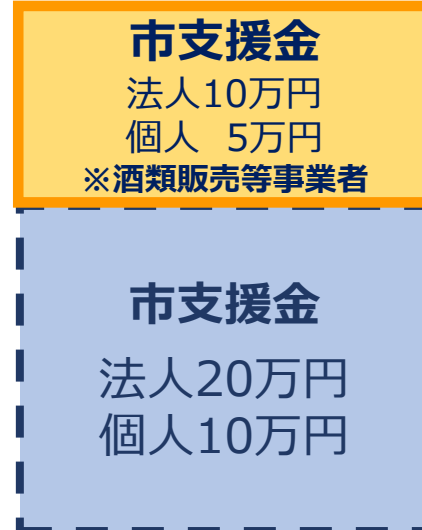 市支援金
法人10万円
個人 5万円
※酒類販売等事業者
市支援金
法人20万円
個人10万円